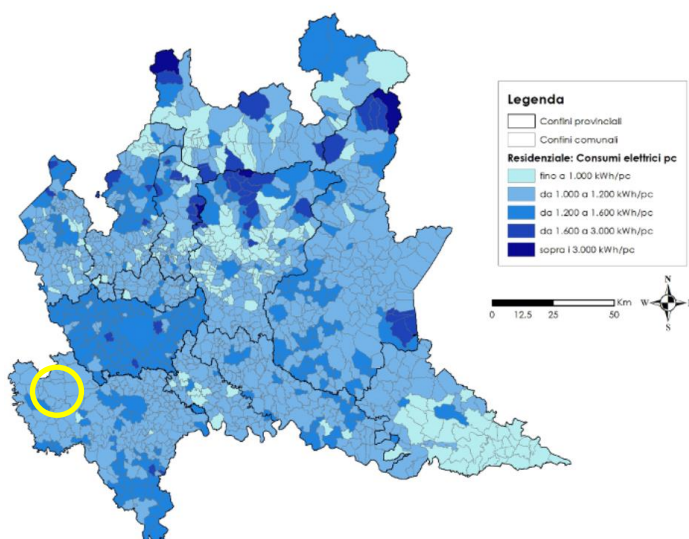 Legenda
Confini provinciali
Confini comunali
Residenziale: Consumi elettrici pc
fino a 1.000 kWh/pc
da 1.000 a 1.200 kWh/pc
da 1.200 a 1.600 kWh/pc
da 1.600 a 3.000 kWh/pc
sopra i 3.000 kWh/pc
Km
0 12,5 25 50
N
W
S